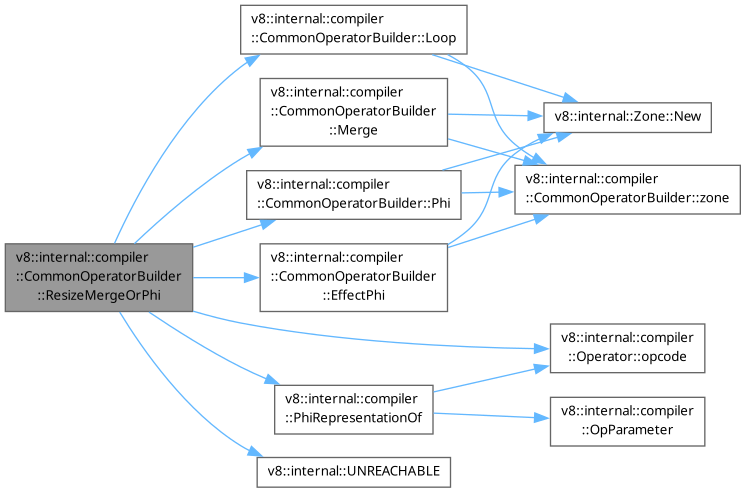 v8::internal::compiler
::CommonOperatorBuilder::Loop
v8::internal::compiler
::CommonOperatorBuilder
::Merge
v8::internal::Zone::New
v8::internal::compiler
::CommonOperatorBuilder::Phi
v8::internal::compiler
::CommonOperatorBuilder::zone
v8::internal::compiler
::CommonOperatorBuilder
::ResizeMergeOrPhi
v8::internal::compiler
::CommonOperatorBuilder
::EffectPhi
v8::internal::compiler
::Operator::opcode
v8::internal::compiler
::PhiRepresentationOf
v8::internal::compiler
::OpParameter
v8::internal::UNREACHABLE